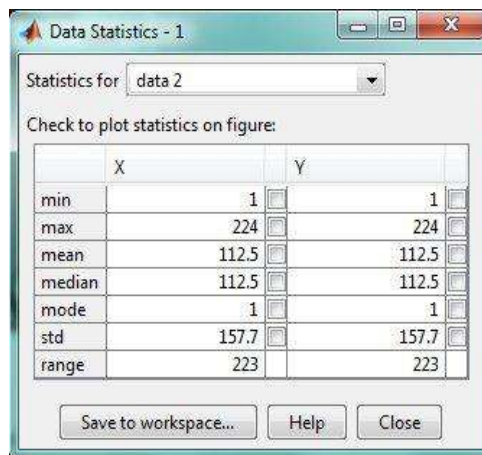 Data Statistics - 1
Statistics for data 2
Check to plot statistics on figure:
X Y
min 1 1
max 224 224
mean 112.5 112.5
median 112.5 112.5
mode 1 1
std 157.7 157.7
range 223 223
Save to workspace... Help Close